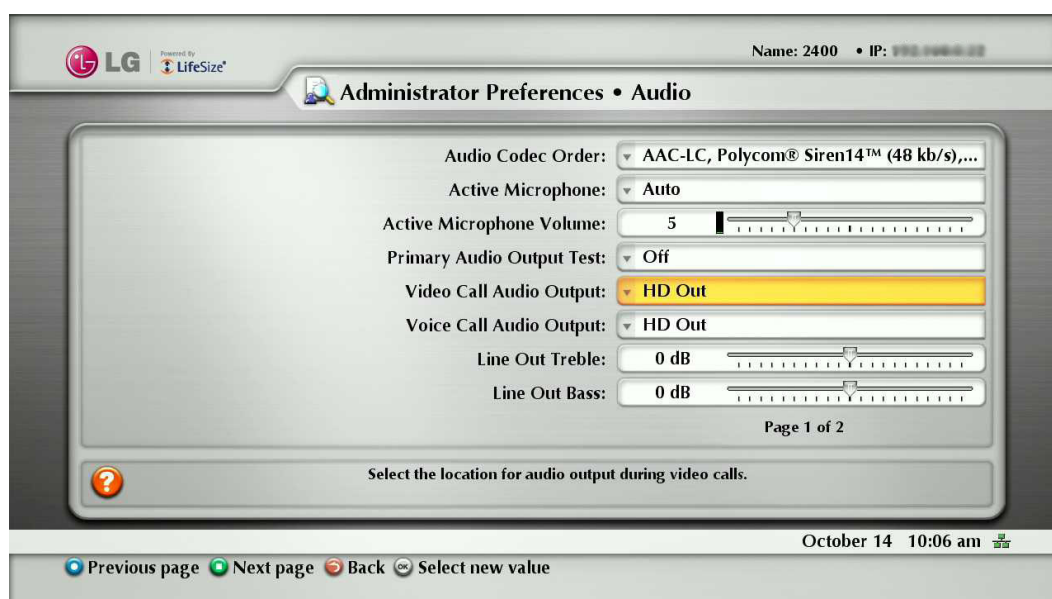 LG
Powered By
LifeSize®
Name: 2400 • IP:
Administrator Preferences • Audio
Audio Codec Order: AAC-LC, Polycom® Siren14™ (48 kb/s),...
Active Microphone: Auto
Active Microphone Volume: 5
Primary Audio Output Test: Off
Video Call Audio Output: HD Out
Voice Call Audio Output: HD Out
Line Out Treble: 0 dB
Line Out Bass: 0 dB
Page 1 of 2
? Select the location for audio output during video calls.
October 14 10:06 am
Previous page Next page Back OK Select new value